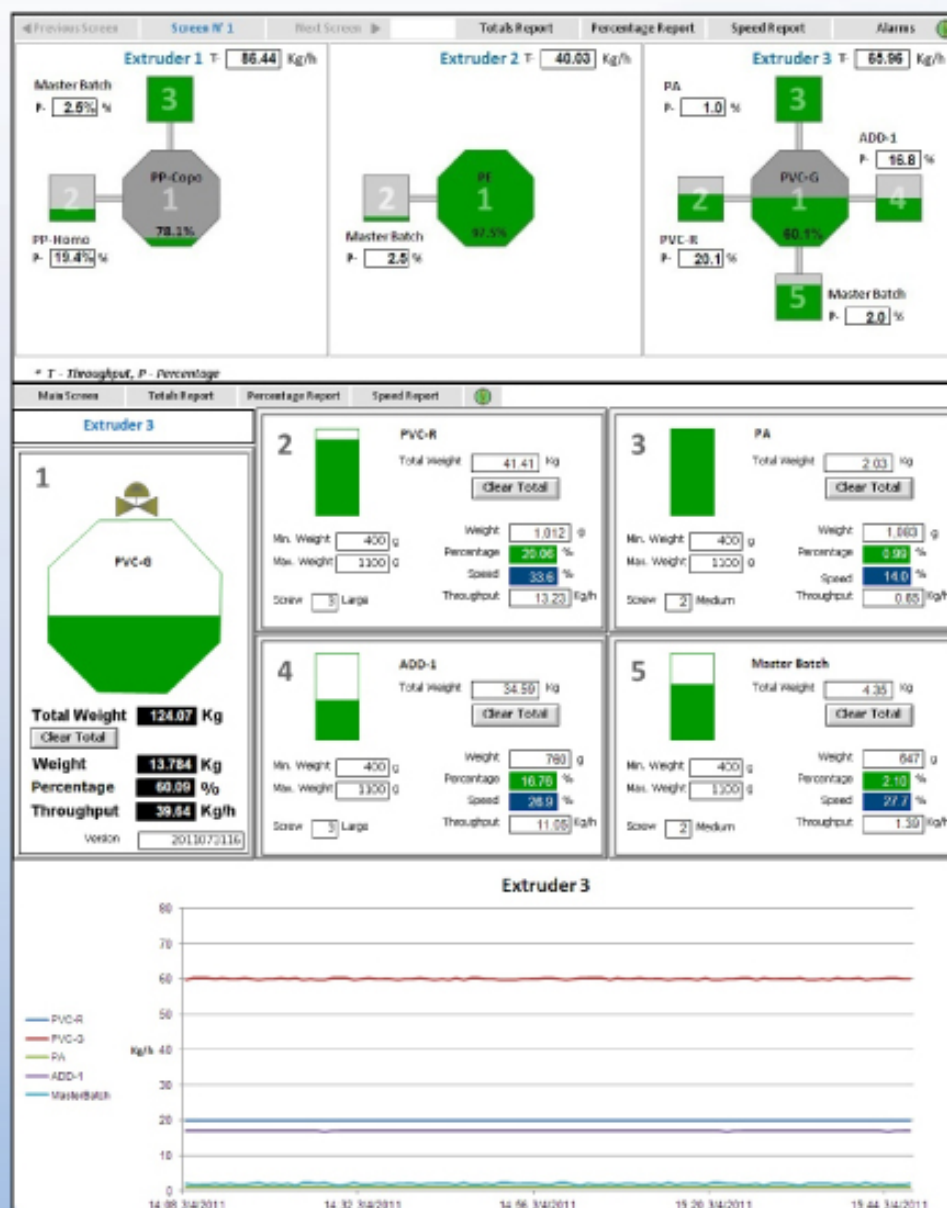 Previous Screen Screen Nº 1 Next Screen Totals Report Percentage Report Speed Report Alarms
Extruder 1 T- 86.44 Kg/h
Master Batch
P- 2.5% %
3
PP-Copo
2
1
78.1%
PP-Homo
P- 19.4% %
Extruder 2 T- 40.03 Kg/h
PE
2
1
97.5%
Master Batch
P- 2.5 %
Extruder 3 T- 65.96 Kg/h
PA
P- 1.0 %
3
ADD-1
P- 16.8 %
PVC-G
2
1
4
60.1%
PVC-R
P- 20.1 %
5
Master Batch
P- 2.0 %
* T - Throughput, P - Percentage
Main Screen Totals Report Percentage Report Speed Report
Extruder 3
1
PVC-G
Total Weight 124.07 Kg
Clear Total
Weight 13.784 Kg
Percentage 60.09 %
Throughput 39.64 Kg/h
Version 2011073116
2
PVC-R
Total Weight 41.41 Kg
Clear Total
Min. Weight 400 g
Max. Weight 1100 g
Screw 3 Large
Weight 1,012 g
Percentage 20.06 %
Speed 33.6 %
Throughput 13.23 Kg/h
3
PA
Total Weight 2.03 Kg
Clear Total
Min. Weight 400 g
Max. Weight 1100 g
Screw 2 Medium
Weight 1,083 g
Percentage 0.99 %
Speed 14.0 %
Throughput 0.65 Kg/h
4
ADD-1
Total Weight 34.59 Kg
Clear Total
Min. Weight 400 g
Max. Weight 1100 g
Screw 3 Large
Weight 760 g
Percentage 16.76 %
Speed 26.9 %
Throughput 11.05 Kg/h
5
Master Batch
Total Weight 4.35 Kg
Clear Total
Min. Weight 400 g
Max. Weight 1100 g
Screw 2 Medium
Weight 847 g
Percentage 2.10 %
Speed 27.7 %
Throughput 1.39 Kg/h
Extruder 3
80
70
60
50
Kg/h 40
30
20
10
0
PVC-R
PVC-G
PA
ADD-1
MasterBatch
14:08 3/4/2011 14:32 3/4/2011 14:56 3/4/2011 15:20 3/4/2011 15:44 3/4/2011